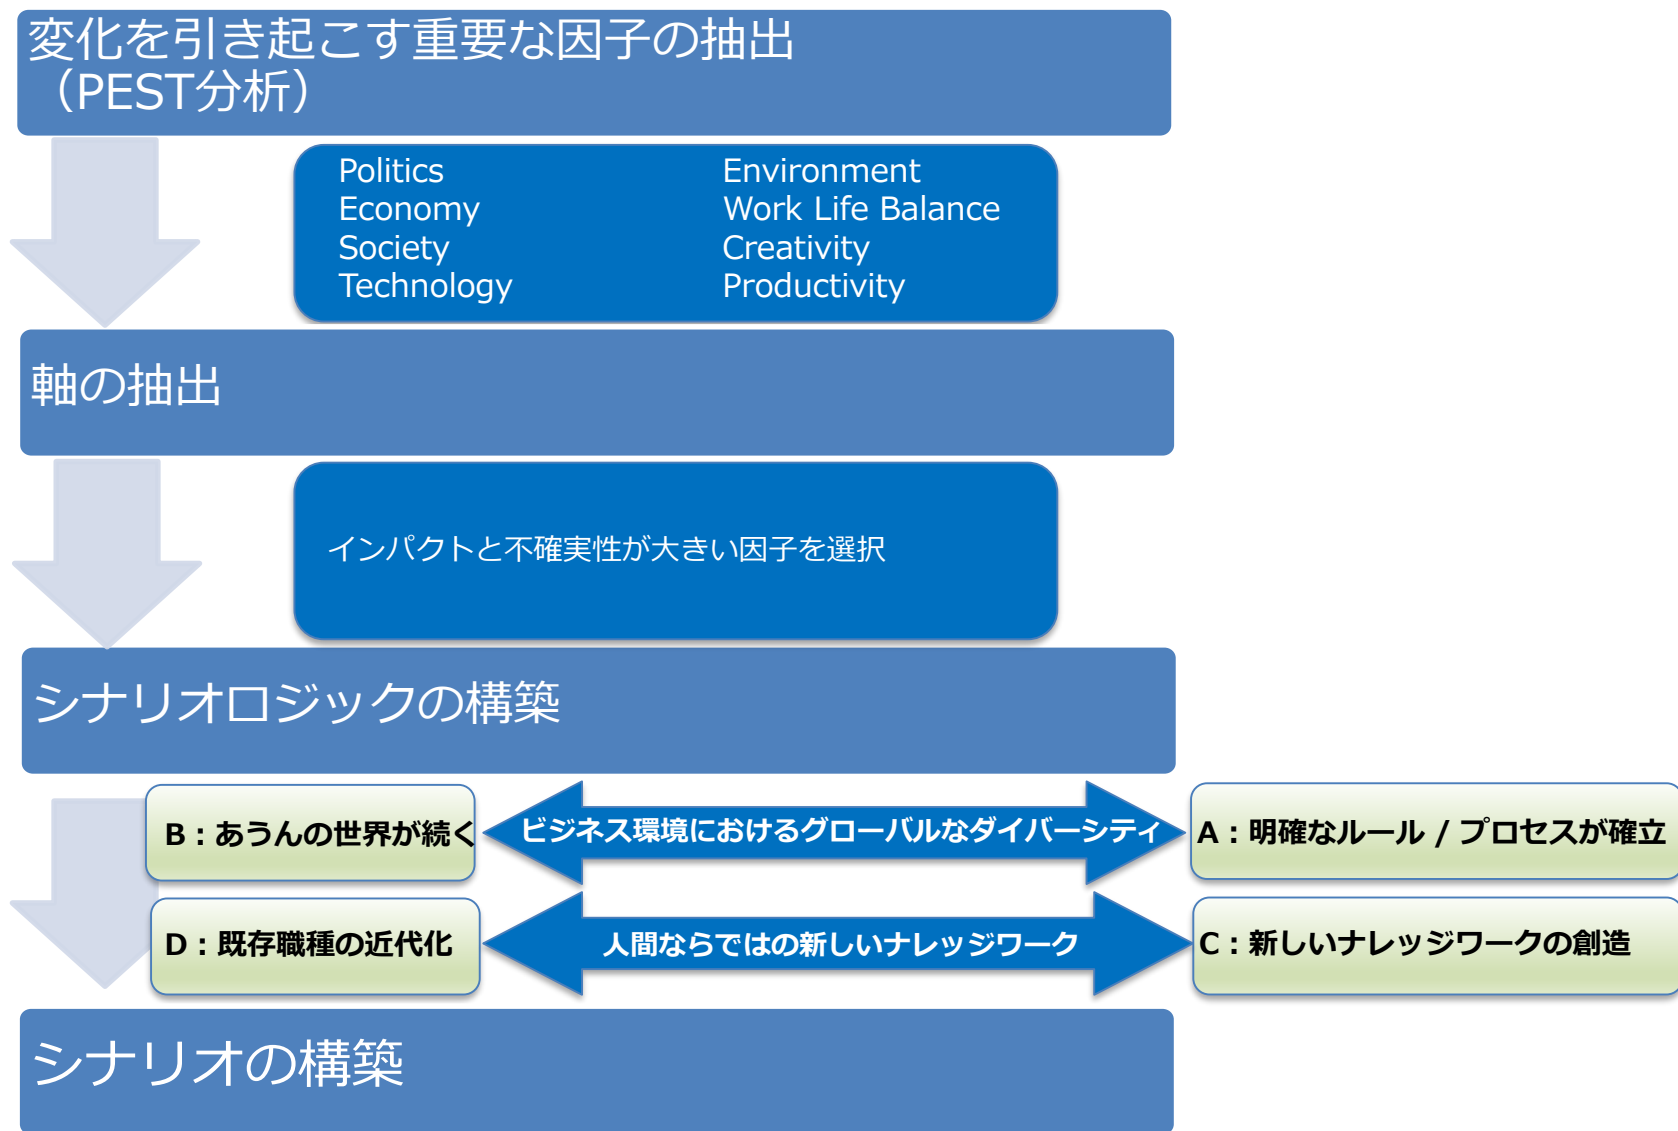 変化を引き起こす重要な因子の抽出
（PEST分析）
Politics
Economy
Society
Technology
Environment
Work Life Balance
Creativity
Productivity
軸の抽出
インパクトと不確実性が大きい因子を選択
シナリオロジックの構築
B：あうんの世界が続く
ビジネス環境におけるグローバルなダイバーシティ
A：明確なルール / プロセスが確立
D：既存職種の近代化
人間ならではの新しいナレッジワーク
C：新しいナレッジワークの創造
シナリオの構築